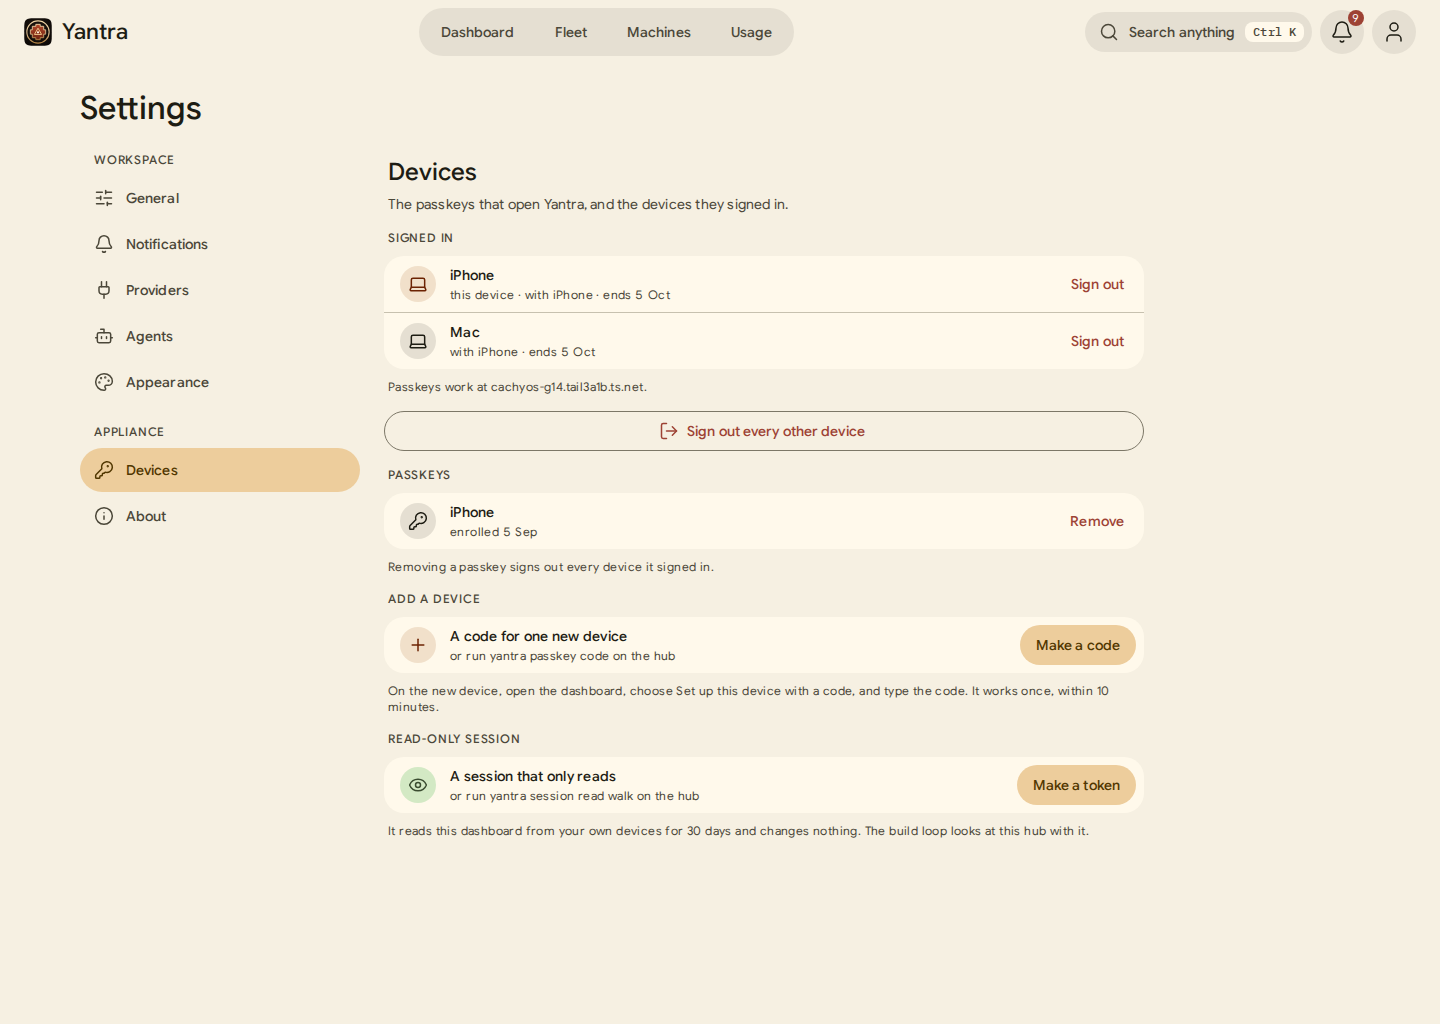 Yantra
Dashboard
Fleet
Machines
Usage
Search anything
Ctrl K
9
Settings
WORKSPACE
General
Notifications
Providers
Agents
Appearance
APPLIANCE
Devices
About
Devices
The passkeys that open Yantra, and the devices they signed in.
SIGNED IN
iPhone
this device · with iPhone · ends 5 Oct
Sign out
Mac
with iPhone · ends 5 Oct
Sign out
Passkeys work at cachyos-g14.tail3a1b.ts.net.
Sign out every other device
PASSKEYS
iPhone
enrolled 5 Sep
Remove
Removing a passkey signs out every device it signed in.
ADD A DEVICE
A code for one new device
or run yantra passkey code on the hub
Make a code
On the new device, open the dashboard, choose Set up this device with a code, and type the code. It works once, within 10
minutes.
READ-ONLY SESSION
A session that only reads
or run yantra session read walk on the hub
Make a token
It reads this dashboard from your own devices for 30 days and changes nothing. The build loop looks at this hub with it.